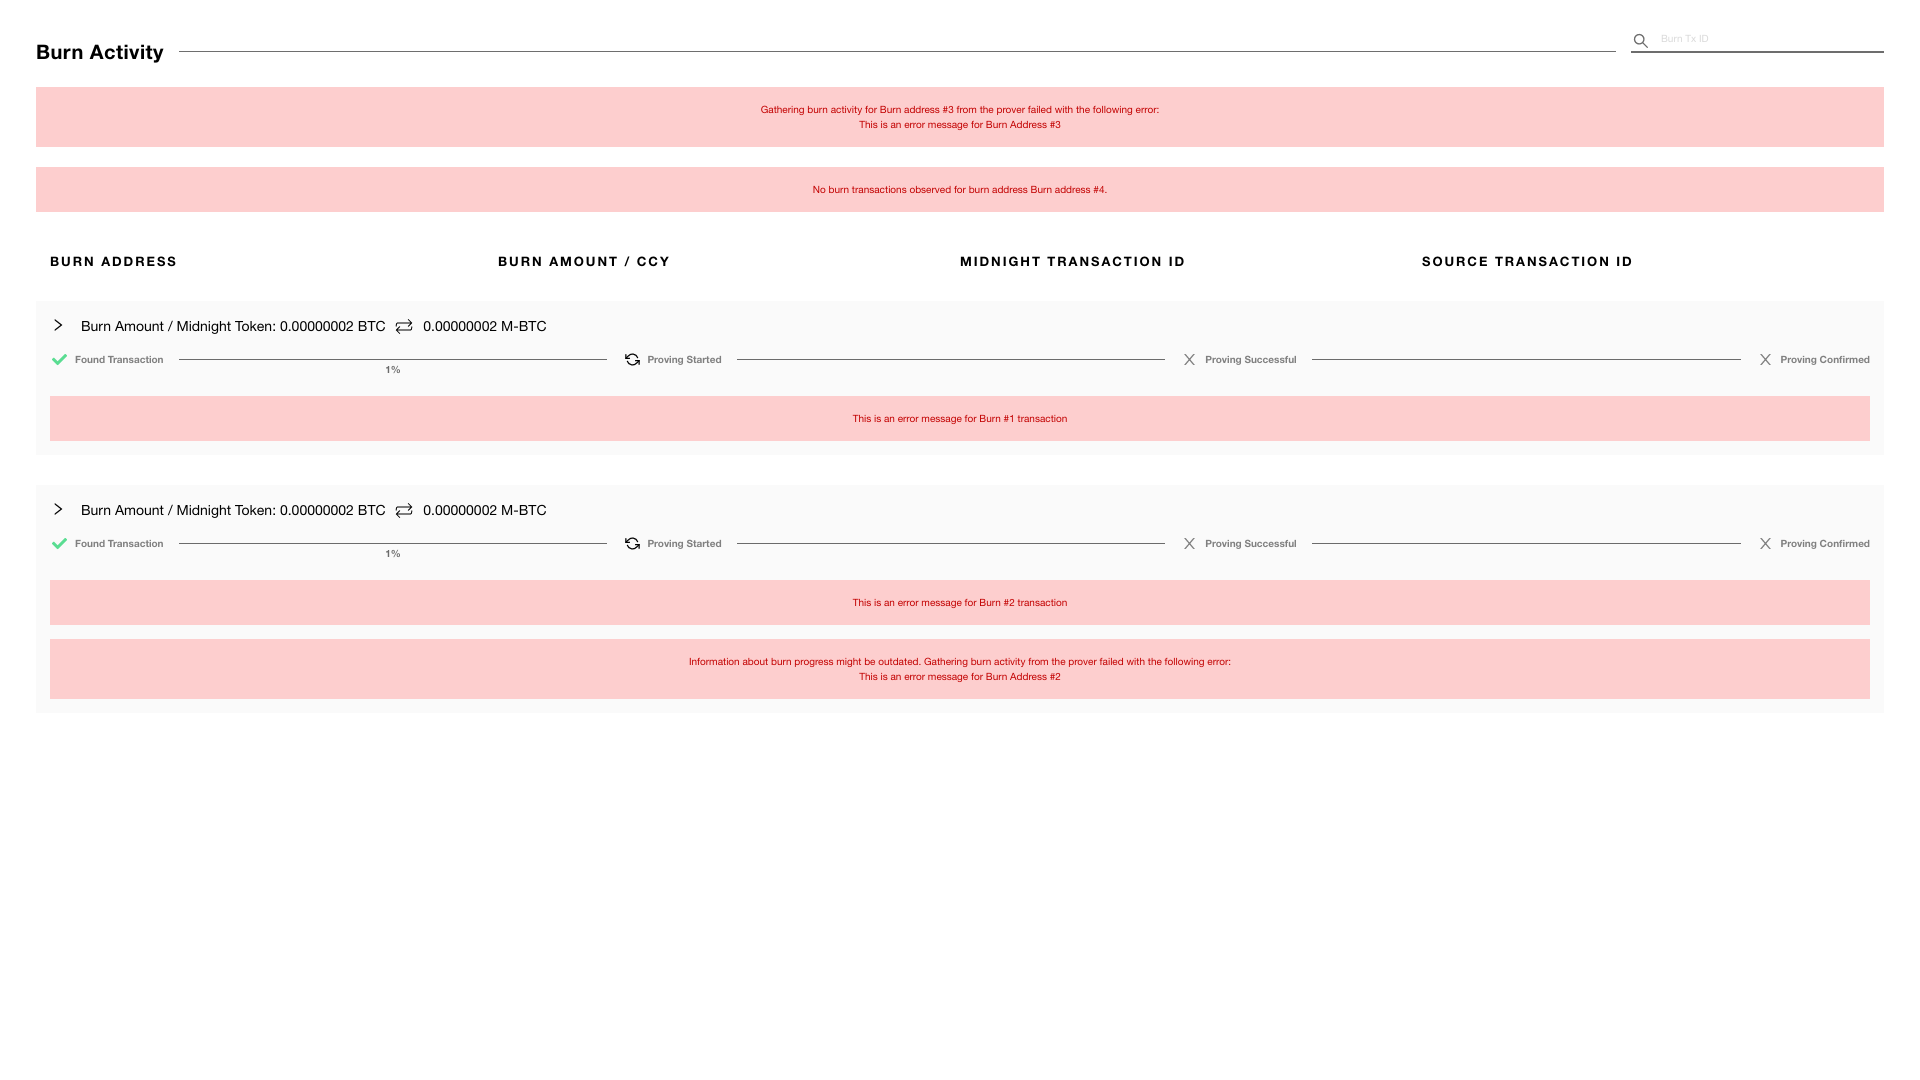 Burn Activity
Burn Tx ID
Gathering burn activity for Burn address #3 from the prover failed with the following error:
This is an error message for Burn Address #3
No burn transactions observed for burn address Burn address #4.
BURN ADDRESS BURN AMOUNT / CCY MIDNIGHT TRANSACTION ID SOURCE TRANSACTION ID
Burn Amount / Midnight Token: 0.00000002 BTC 0.00000002 M-BTC
Found Transaction Proving Started Proving Successful Proving Confirmed
1%
This is an error message for Burn #1 transaction
Burn Amount / Midnight Token: 0.00000002 BTC 0.00000002 M-BTC
Found Transaction Proving Started Proving Successful Proving Confirmed
1%
This is an error message for Burn #2 transaction
Information about burn progress might be outdated. Gathering burn activity from the prover failed with the following error:
This is an error message for Burn Address #2